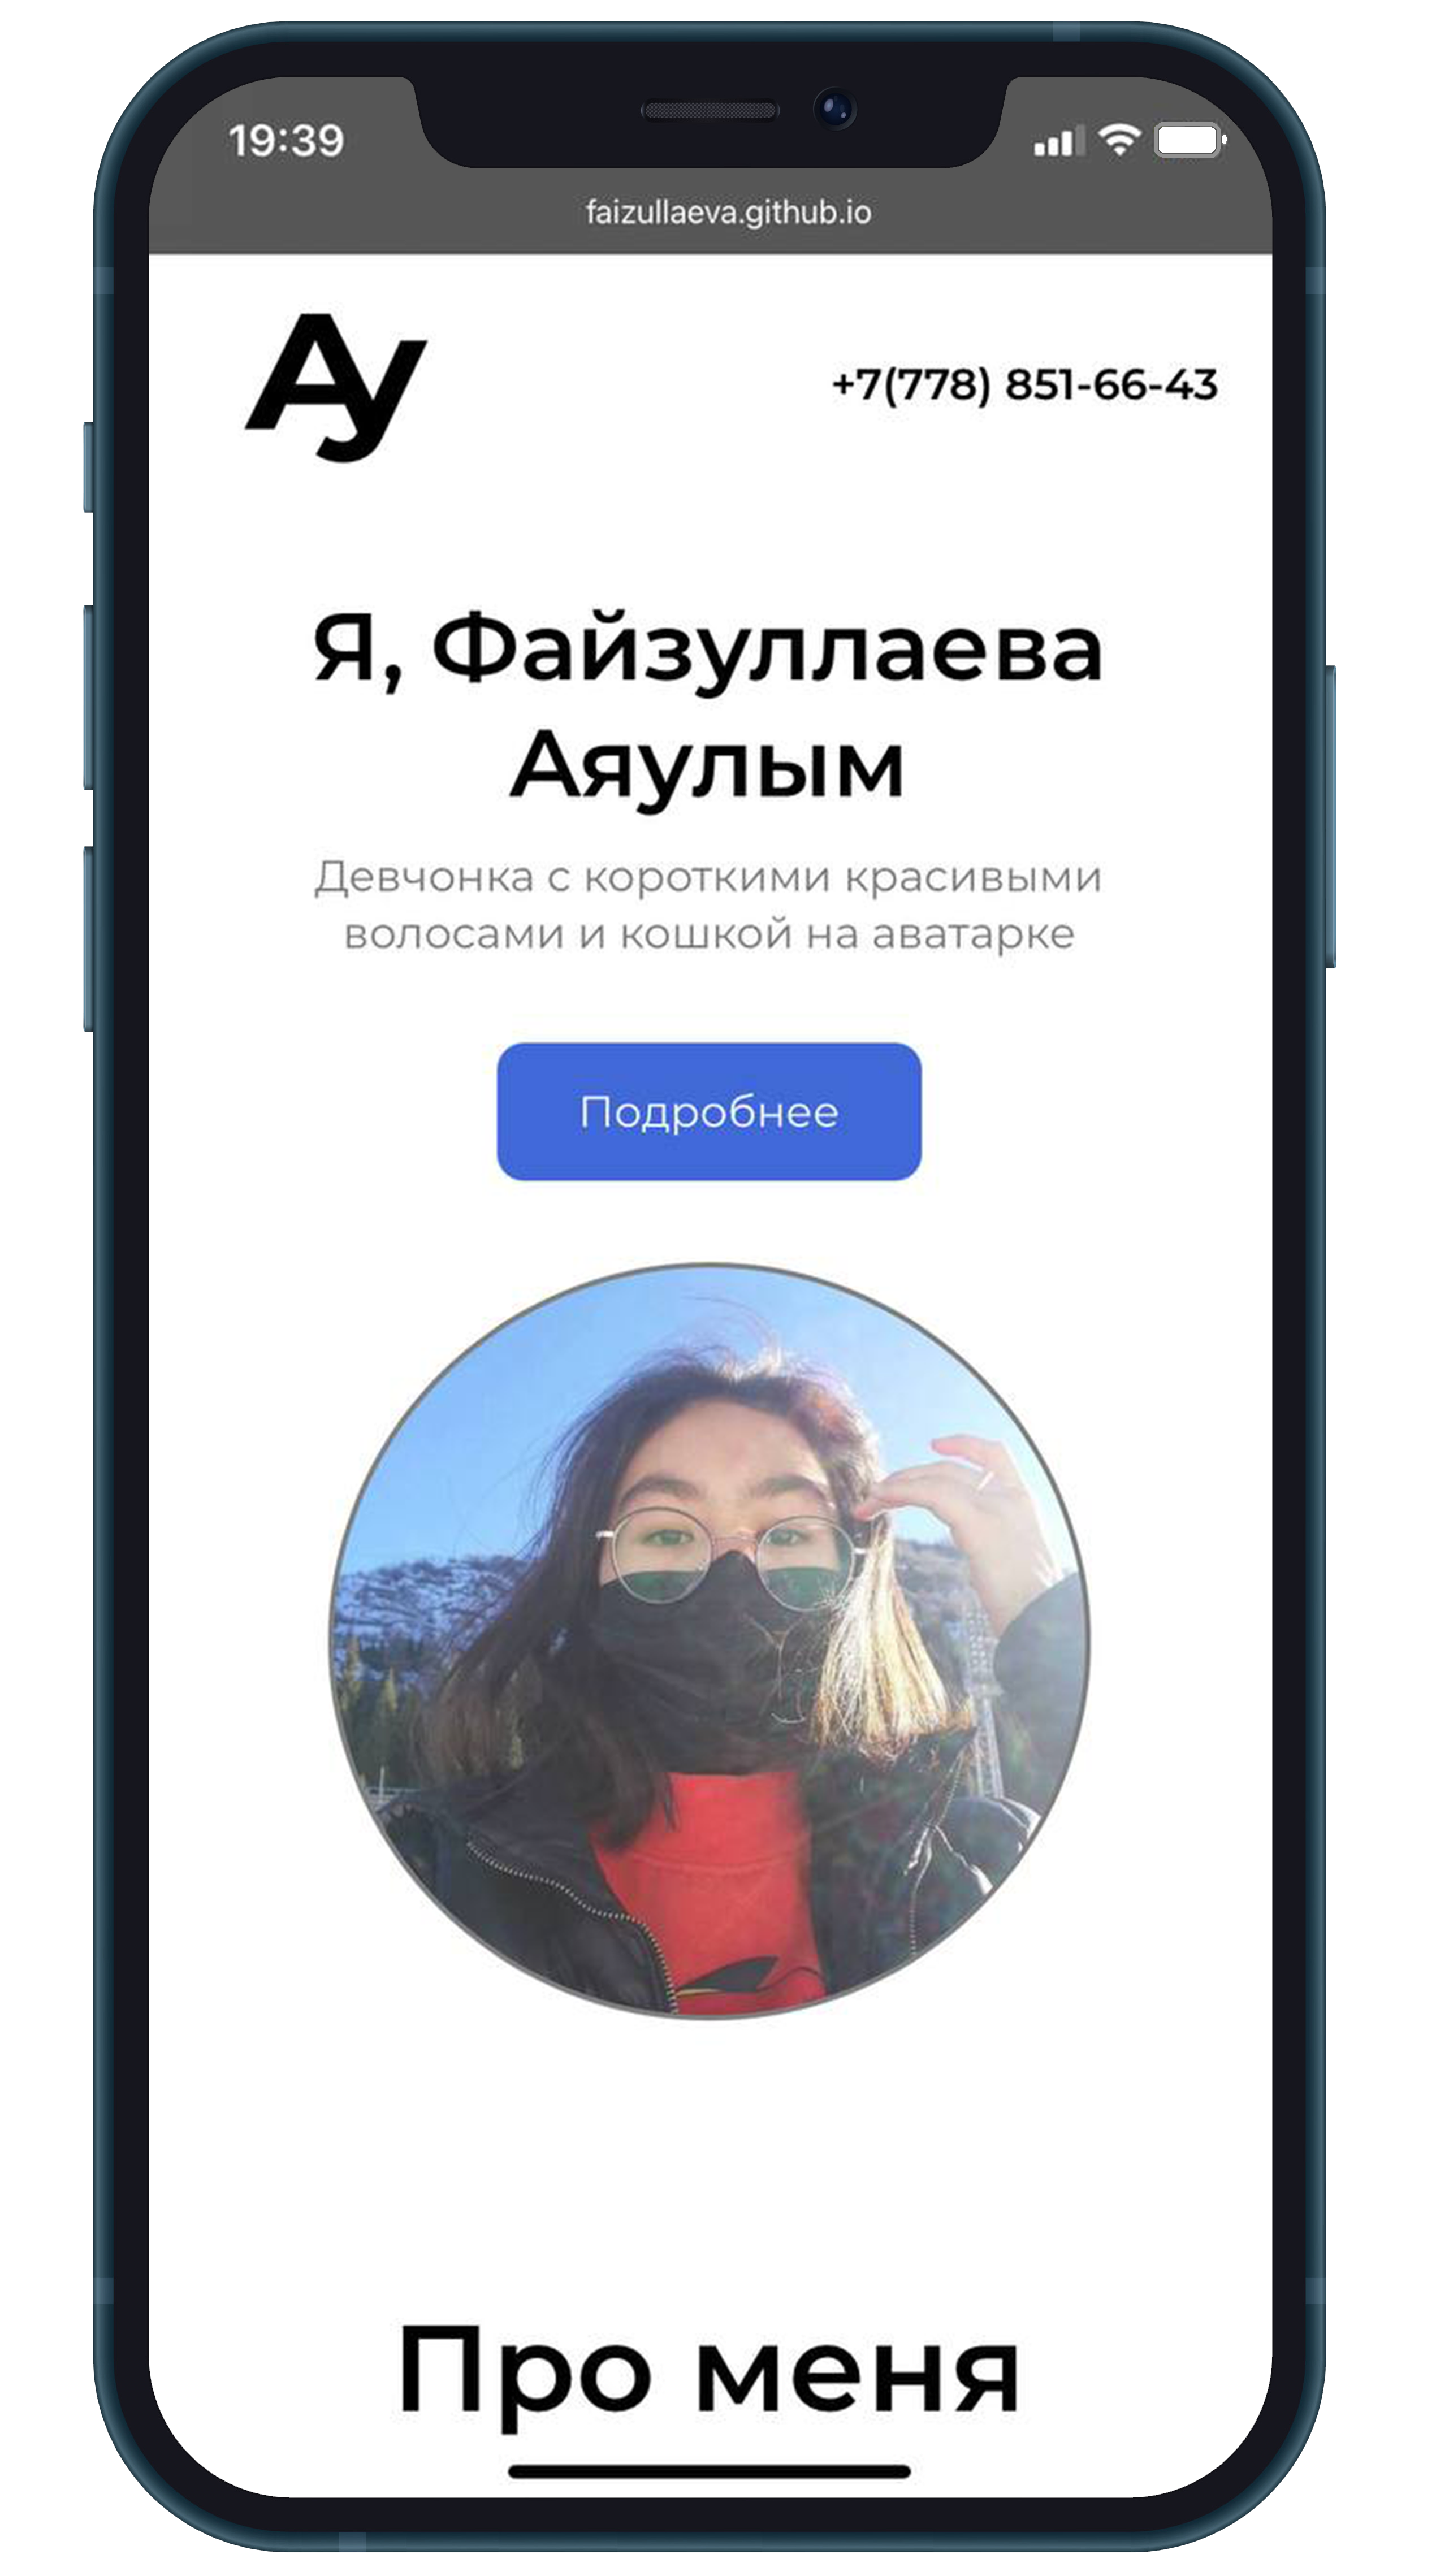 19:39
faizullaeva.github.io
Ay
+7(778) 851-66-43
Я, Файзуллаева
Аяулым
Девчонка с короткими красивыми
волосами и кошкой на аватарке
Подробнее
Про меня